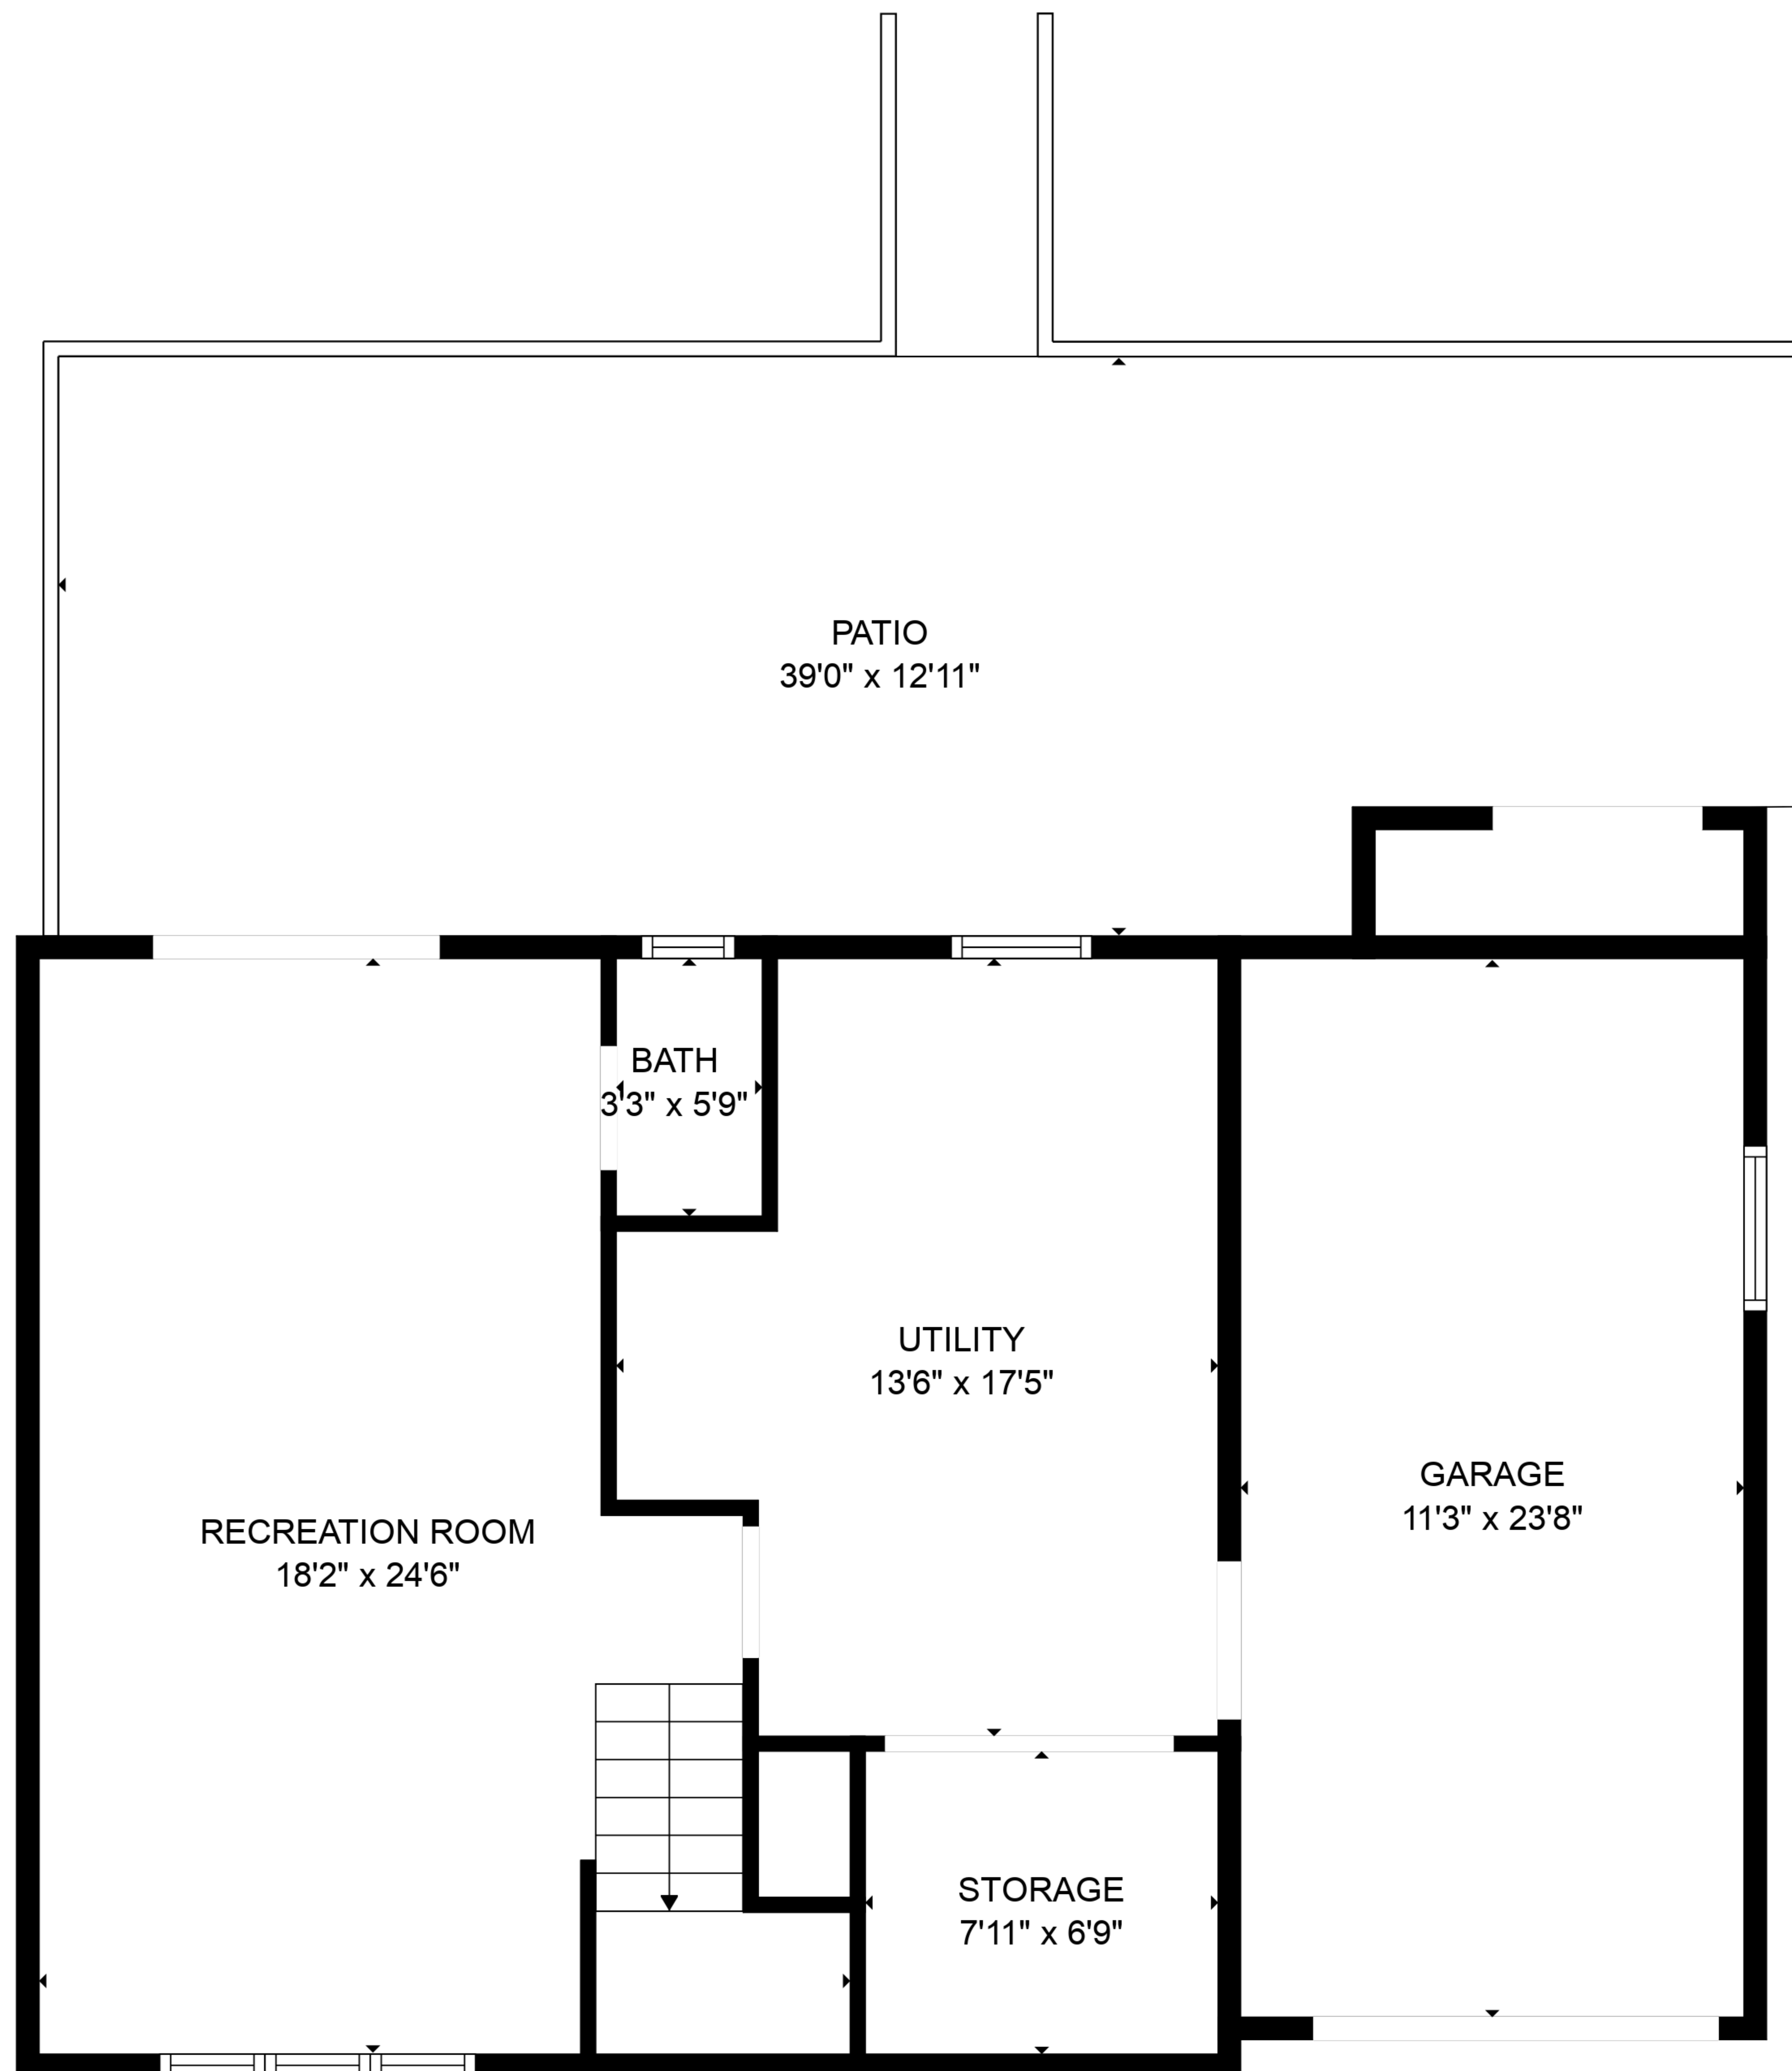 PATIO
39'0" x 12'11"
BATH
3'3" x 5'9"
UTILITY
13'6" x 17'5"
GARAGE
11'3" x 23'8"
RECREATION ROOM
18'2" x 24'6"
STORAGE
7'11" x 6'9"